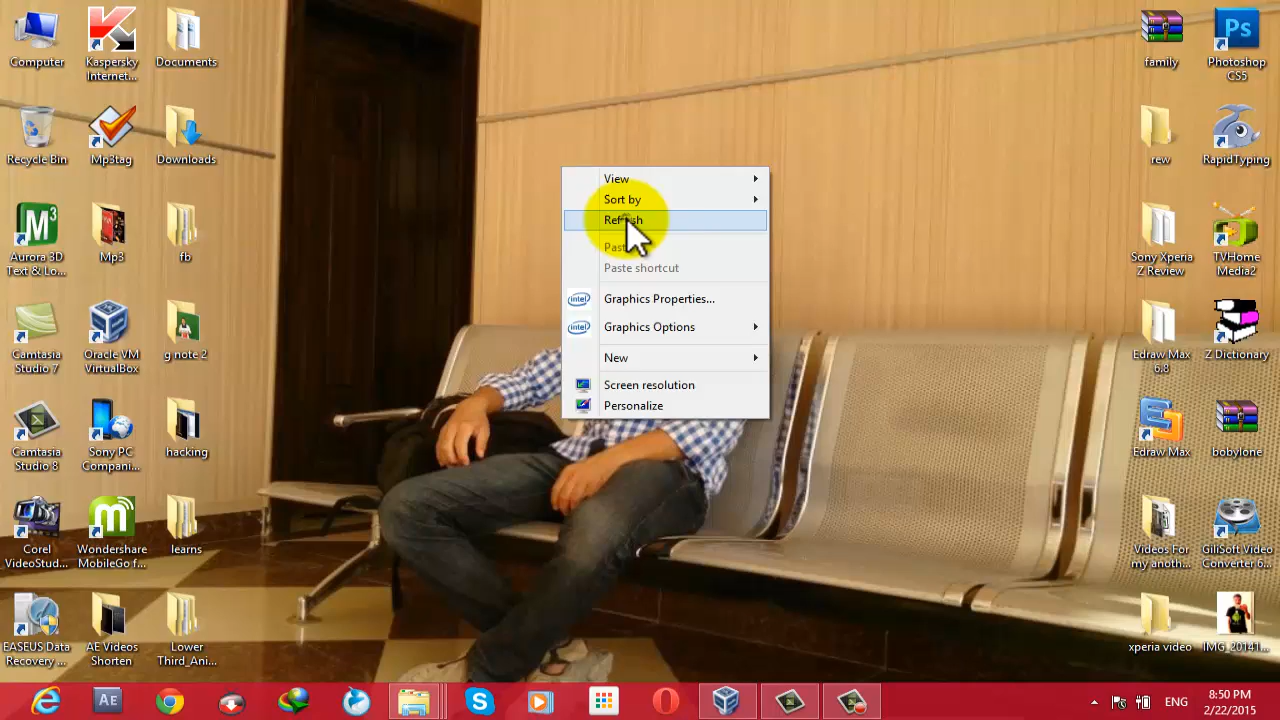 Computer
Kaspersky
Internet...
Documents
Recycle Bin
Mp3tag
Downloads
Aurora 3D
Text & Lo...
Mp3
fb
Camtasia
Studio 7
Oracle VM
VirtualBox
g note 2
Camtasia
Studio 8
Sony PC
Compani...
hacking
Corel
VideoStud...
Wondershare
MobileGo f...
learns
EASEUS Data
Recovery ...
AE Videos
Shorten
Lower
Third_Ani...
View
Sort by
Refresh
Paste
Paste shortcut
Graphics Properties...
Graphics Options
New
Screen resolution
Personalize
family
Photoshop
CS5
rew
RapidTyping
Sony Xperia
Z Review
TVHome
Media2
Edraw Max
6.8
Z Dictionary
Edraw Max
bobylone
Videos For
my anoth...
GiliSoft Video
Converter 6...
xperia video
IMG_20141...
ENG
8:50 PM
2/22/2015